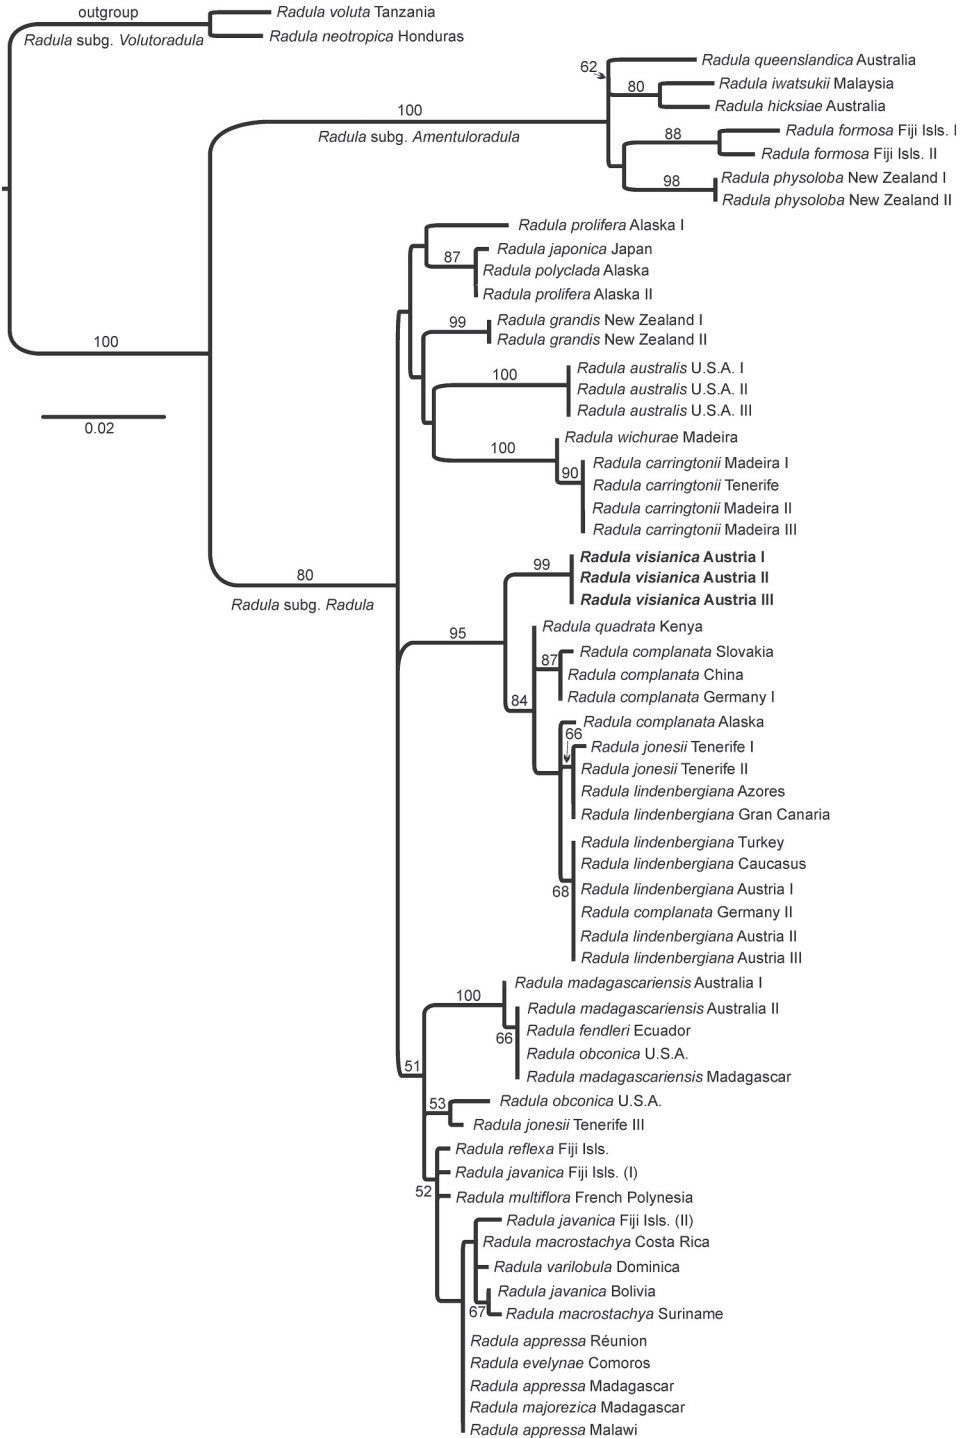 outgroup
Radula voluta Tanzania
Radula subg. Volutoradula
Radula neotropica Honduras
62
Radula queenslandica Australia
80
Radula iwatsukii Malaysia
Radula hicksiae Australia
100
Radula subg. Amentuloradula
88
Radula formosa Fiji Isls. I
Radula formosa Fiji Isls. II
98
Radula physoloba New Zealand I
Radula physoloba New Zealand II
Radula prolifera Alaska I
87
Radula japonica Japan
Radula polyclada Alaska
Radula prolifera Alaska II
99
Radula grandis New Zealand I
Radula grandis New Zealand II
100
100
Radula australis U.S.A. I
Radula australis U.S.A. II
Radula australis U.S.A. III
0.02
100
Radula wichurae Madeira
90
Radula carringtonii Madeira I
Radula carringtonii Tenerife
Radula carringtonii Madeira II
Radula carringtonii Madeira III
80
Radula subg. Radula
99
Radula visianica Austria I
Radula visianica Austria II
Radula visianica Austria III
95
Radula quadrata Kenya
87
Radula complanata Slovakia
Radula complanata China
Radula complanata Germany I
84
Radula complanata Alaska
66
Radula jonesii Tenerife I
Radula jonesii Tenerife II
Radula lindenbergiana Azores
Radula lindenbergiana Gran Canaria
Radula lindenbergiana Turkey
Radula lindenbergiana Caucasus
68
Radula lindenbergiana Austria I
Radula complanata Germany II
Radula lindenbergiana Austria II
Radula lindenbergiana Austria III
100
Radula madagascariensis Australia I
66
Radula madagascariensis Australia II
Radula fendleri Ecuador
Radula obconica U.S.A.
Radula madagascariensis Madagascar
51
53
Radula obconica U.S.A.
Radula jonesii Tenerife III
52
Radula reflexa Fiji Isls.
Radula javanica Fiji Isls. (I)
Radula multiflora French Polynesia
Radula javanica Fiji Isls. (II)
Radula macrostachya Costa Rica
Radula varilobula Dominica
67
Radula javanica Bolivia
Radula macrostachya Suriname
Radula appressa Réunion
Radula evelynae Comoros
Radula appressa Madagascar
Radula majorezica Madagascar
Radula appressa Malawi